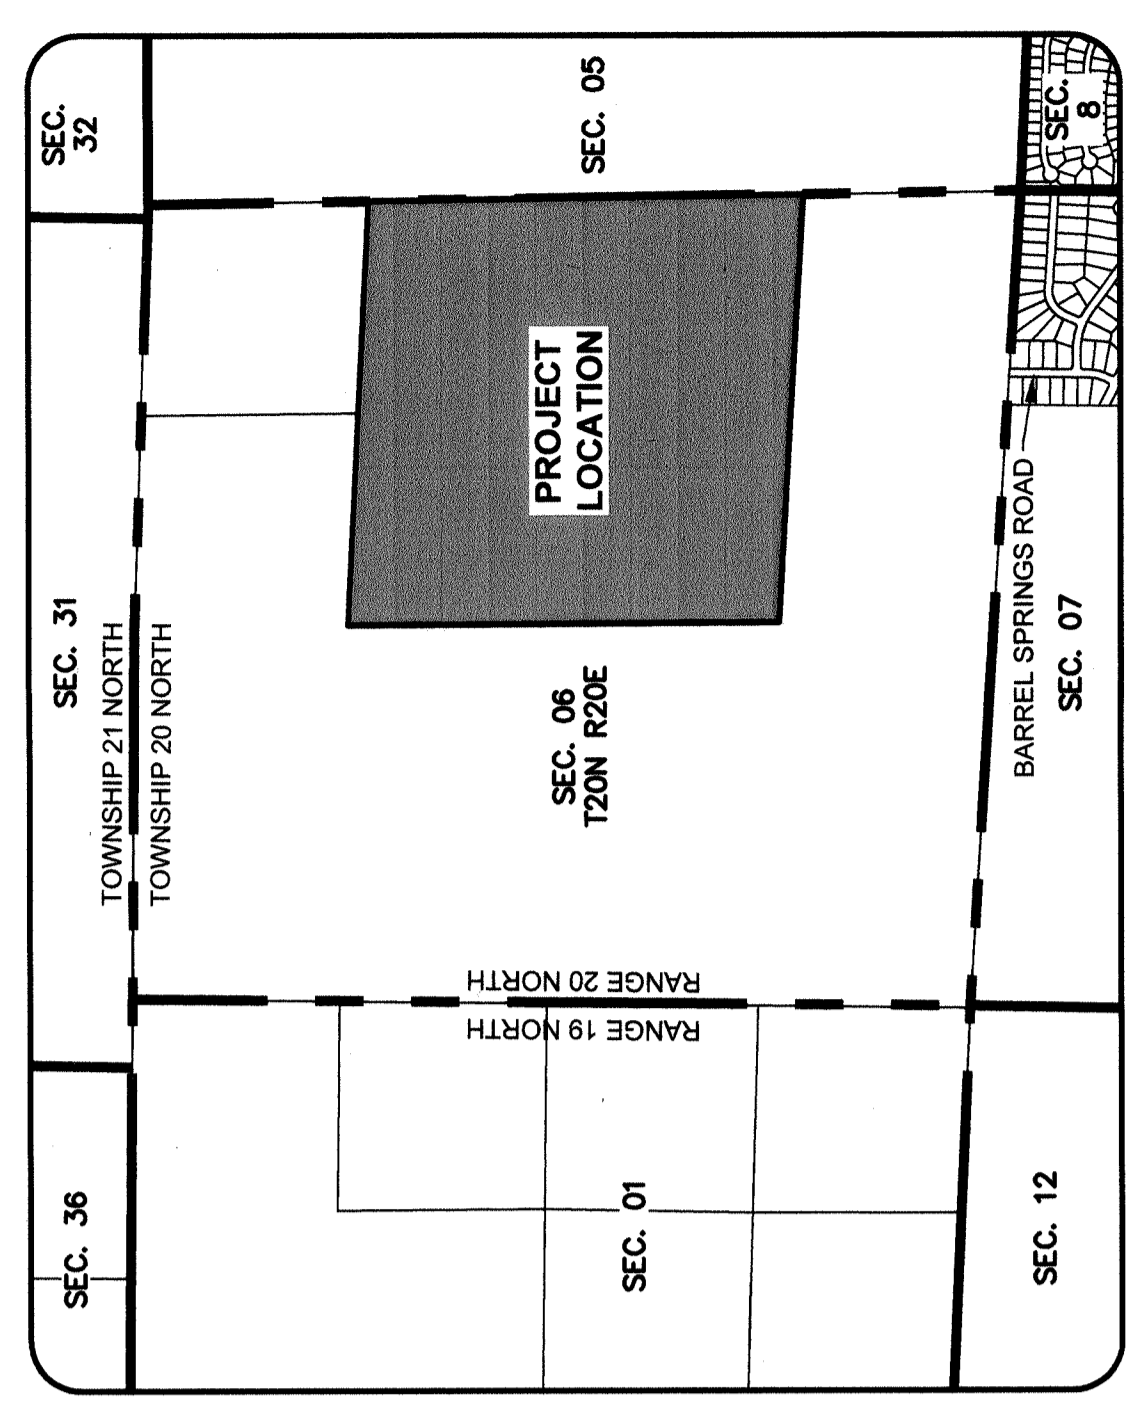 SEC. 36
SEC. 31
SEC.
32
TOWNSHIP 21 NORTH
TOWNSHIP 20 NORTH
SEC. 01
RANGE 19 NORTH
RANGE 20 NORTH
SEC. 06
T20N R20E
PROJECT
LOCATION
SEC. 05
SEC. 12
BARREL SPRINGS ROAD
SEC. 07
SEC.
8